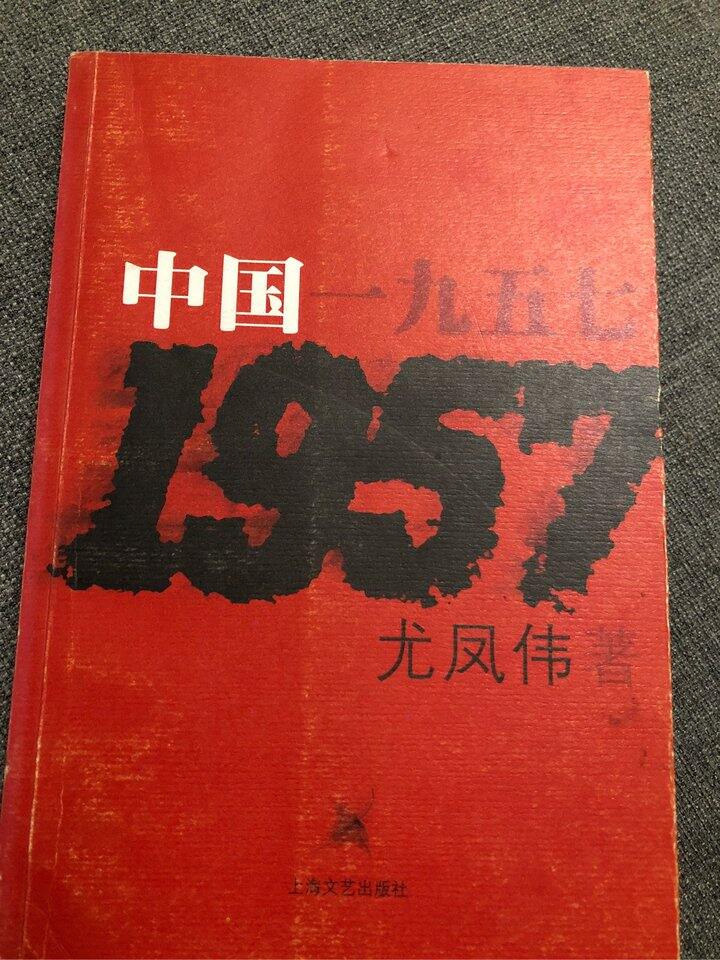 中国一九五七
1957
尤凤伟 著
上海文艺出版社